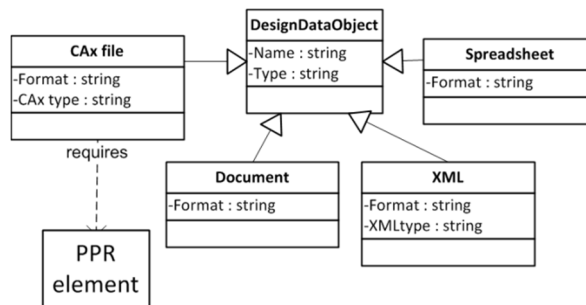 DesignDataObject
-Name : string
-Type : string
CAx file
-Format : string
-CAx type : string
Spreadsheet
-Format : string
requires
Document
-Format : string
XML
-Format : string
-XMLtype : string
PPR
element